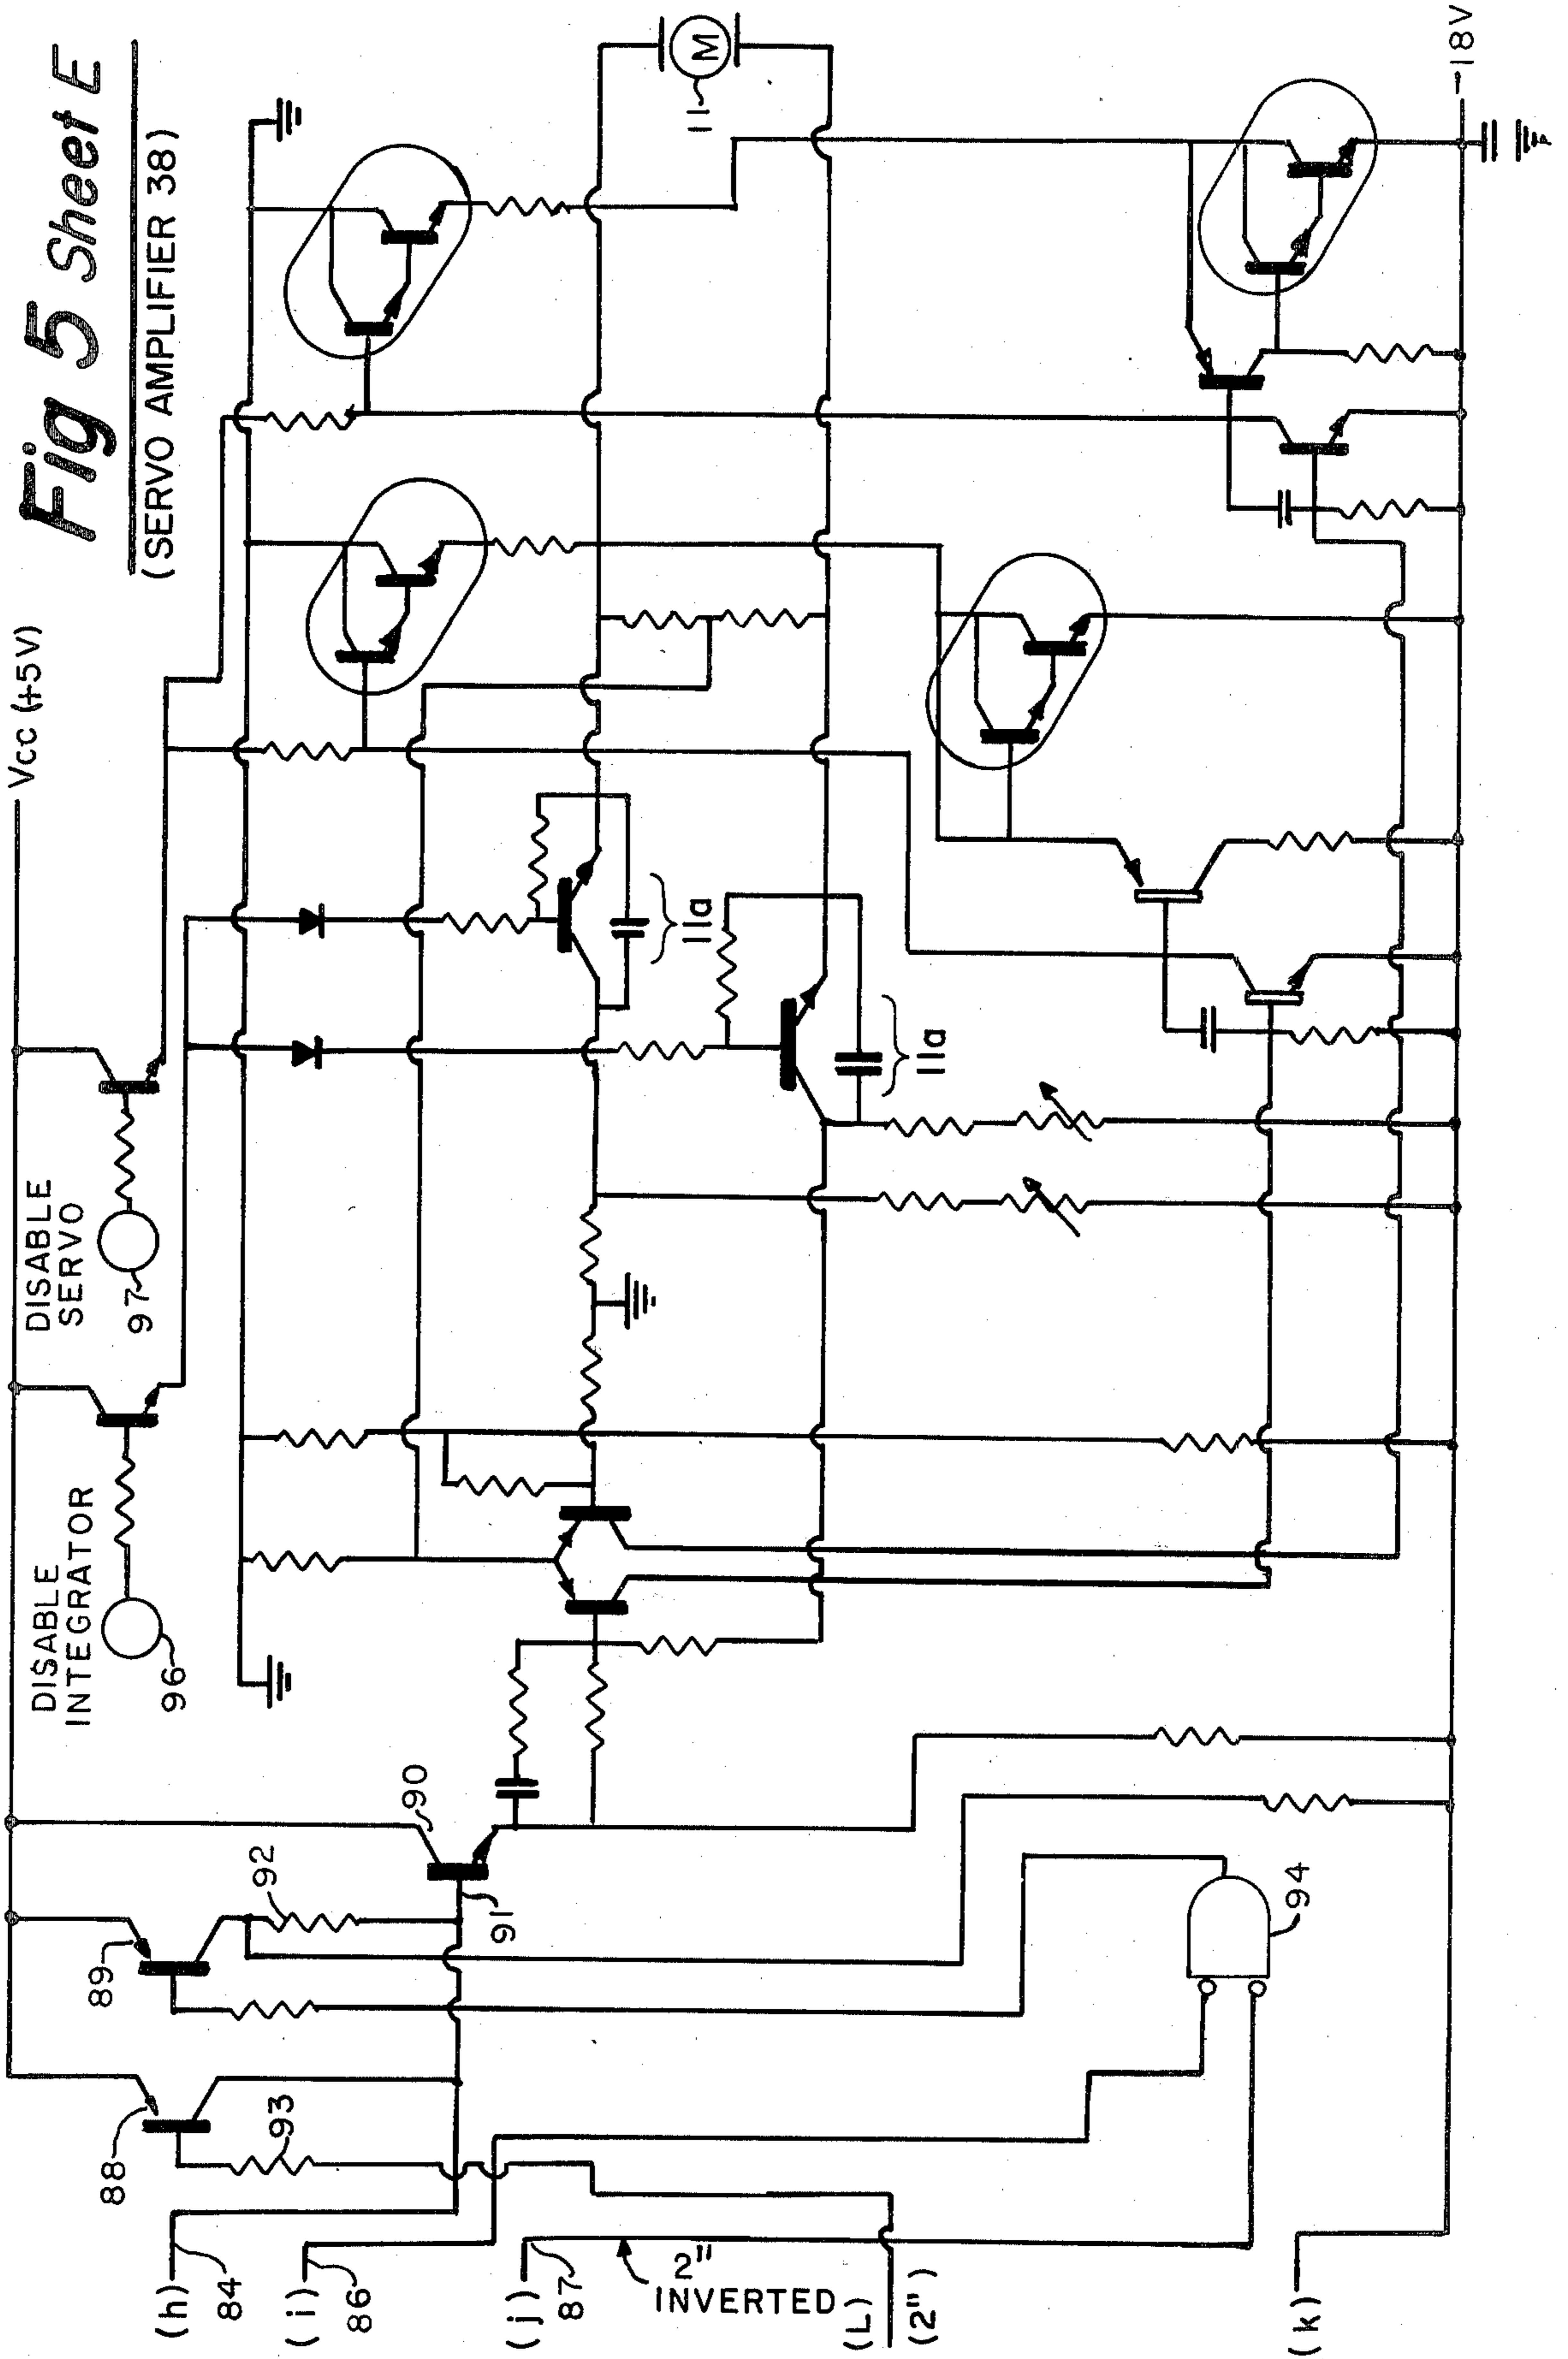 Fig 5 Sheet E
(SERVO AMPLIFIER 38)
Vcc (+5V)
DISABLE
SERVO
97
DISABLE
INTEGRATOR
96
11
M
11a
11a
88
89
90
91
92
93
94
(h)
84
(i)
86
(j)
87
2"
INVERTED
(L)
(2")
(k)
-18V